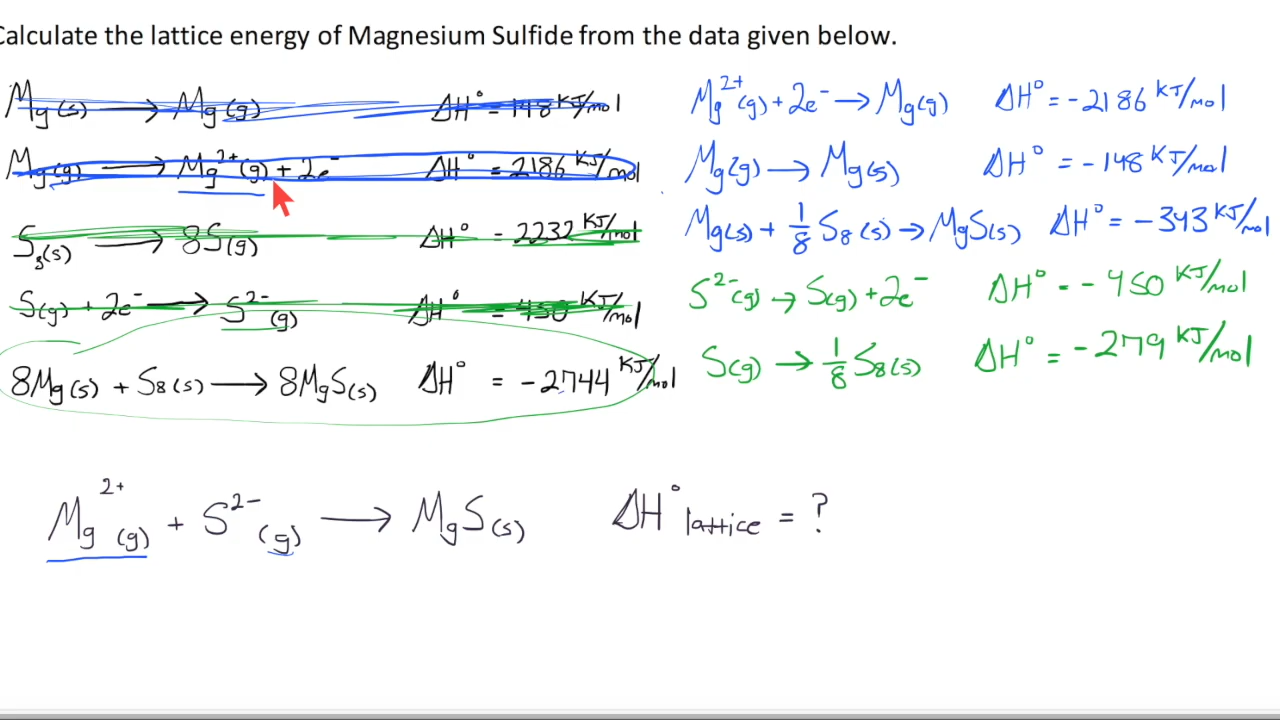 Calculate the lattice energy of Magnesium Sulfide from the data given below.
Mg(s) → Mg(g) ΔH° = 148 KJ/mol
Mg(g) → Mg²⁺(g) + 2e⁻ ΔH° = 2186 KJ/mol
S₈(s) → 8S(g) ΔH° = 2232 KJ/mol
S(g) + 2e⁻ → S²⁻(g) ΔH° = 450 KJ/mol
8Mg(s) + S₈(s) → 8MgS(s) ΔH° = -2744 KJ/mol
Mg²⁺(g) + 2e⁻ → Mg(g) ΔH° = -2186 KJ/mol
Mg(g) → Mg(s) ΔH° = -148 KJ/mol
Mg(s) + 1/8 S₈(s) → MgS(s) ΔH° = -343 KJ/mol
S²⁻(g) → S(g) + 2e⁻ ΔH° = -450 KJ/mol
S(g) → 1/8 S₈(s) ΔH° = -279 KJ/mol
Mg²⁺(g) + S²⁻(g) → MgS(s) ΔH°lattice = ?